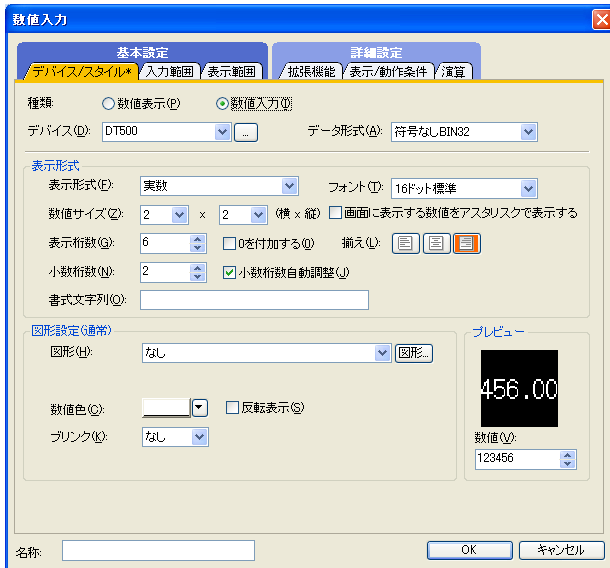 数値入力
基本設定 詳細設定
デバイス/スタイル* 入力範囲 表示範囲 拡張機能 表示/動作条件 演算
種類: 数値表示(P) 数値入力(I)
デバイス(D): DT500 ... データ形式(A): 符号なしBIN32
表示形式
表示形式(F): 実数 フォント(T): 16ドット標準
数値サイズ(Z): 2 x 2 (横 x 縦) 画面に表示する数値をアスタリスクで表示する
表示桁数(G): 6 0を付加する(0) 揃え(L):
小数桁数(N): 2 小数桁数自動調整(J)
書式文字列(O):
図形設定(通常) プレビュー
図形(H): なし 図形...
456.00
数値色(C): 反転表示(S)
ブリンク(K): なし 数値(V):
123456
名称: OK キャンセル